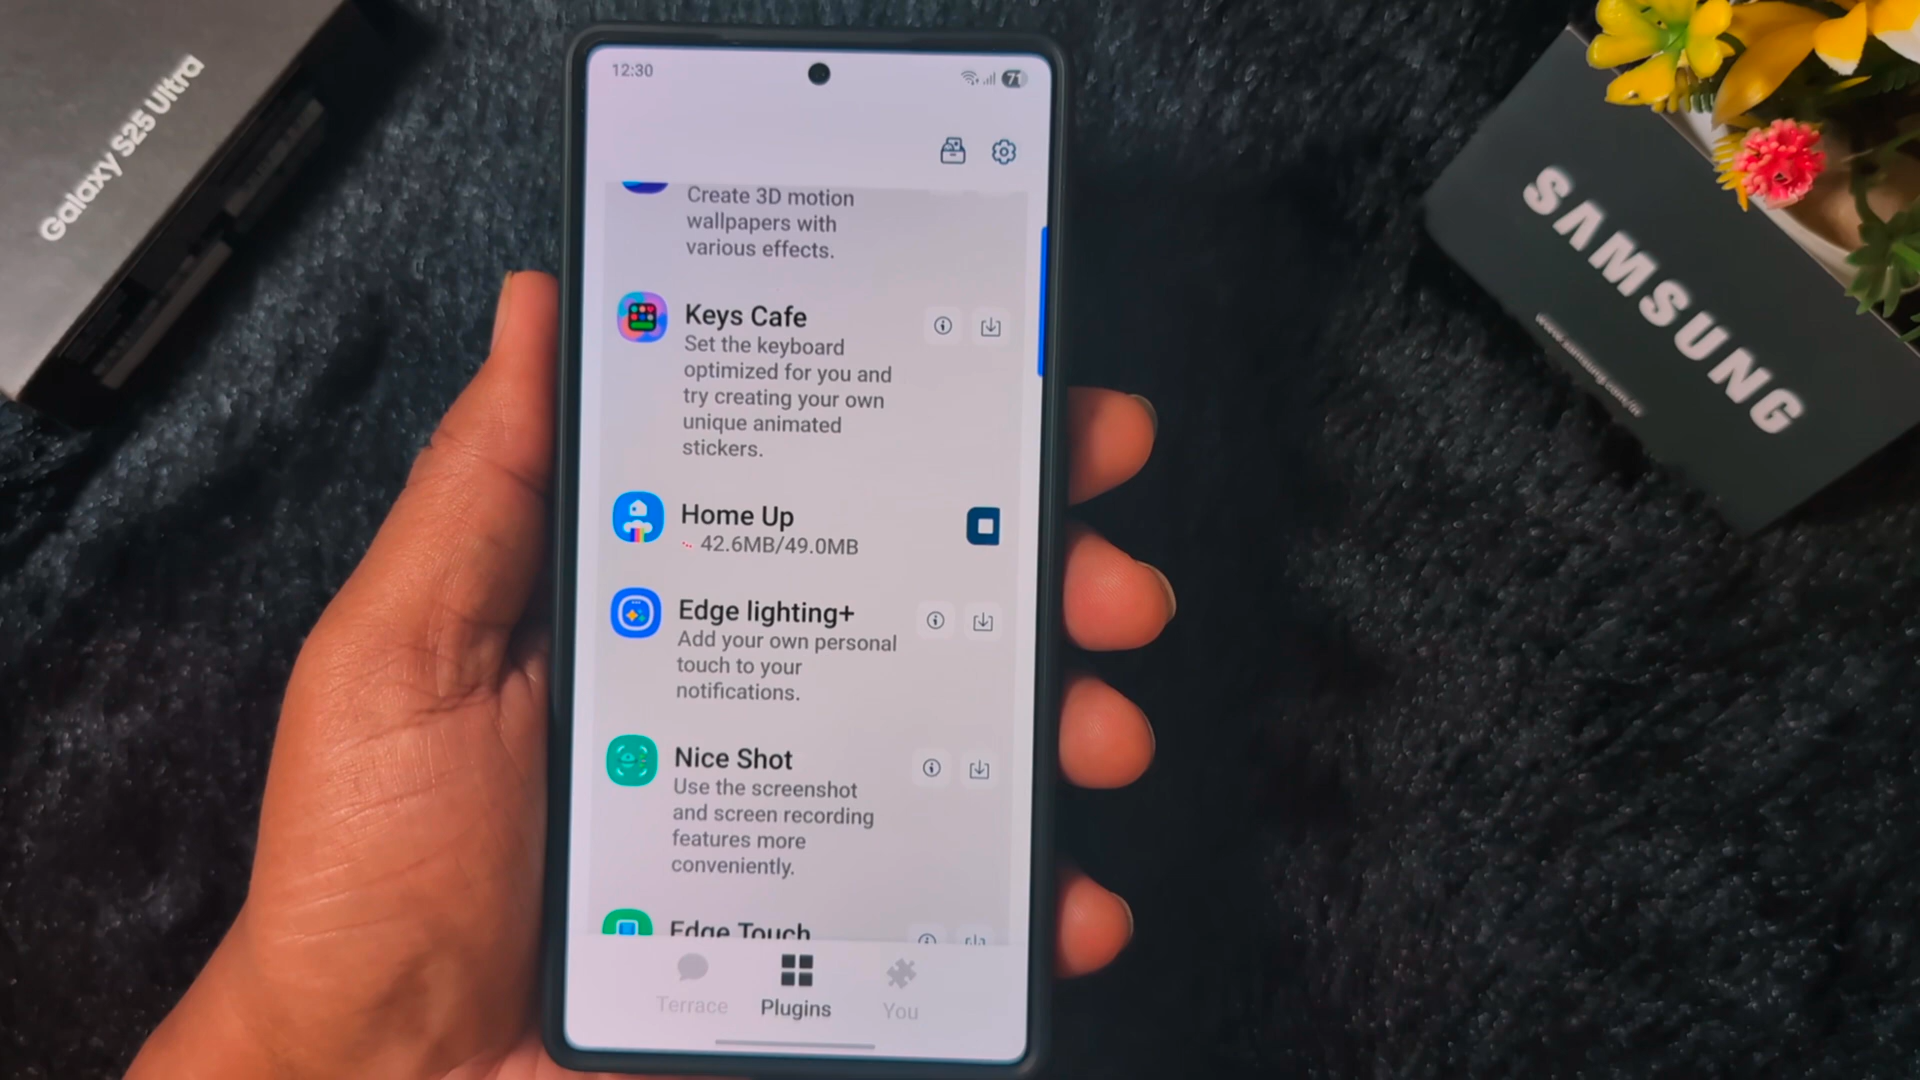 Galaxy S25 Ultra
12:30
71
Create 3D motion
wallpapers with
various effects.
Keys Cafe
Set the keyboard
optimized for you and
try creating your own
unique animated
stickers.
Home Up
42.6MB/49.0MB
Edge lighting+
Add your own personal
touch to your
notifications.
Nice Shot
Use the screenshot
and screen recording
features more
conveniently.
Edge Touch
Terrace
Plugins
You
SAMSUNG